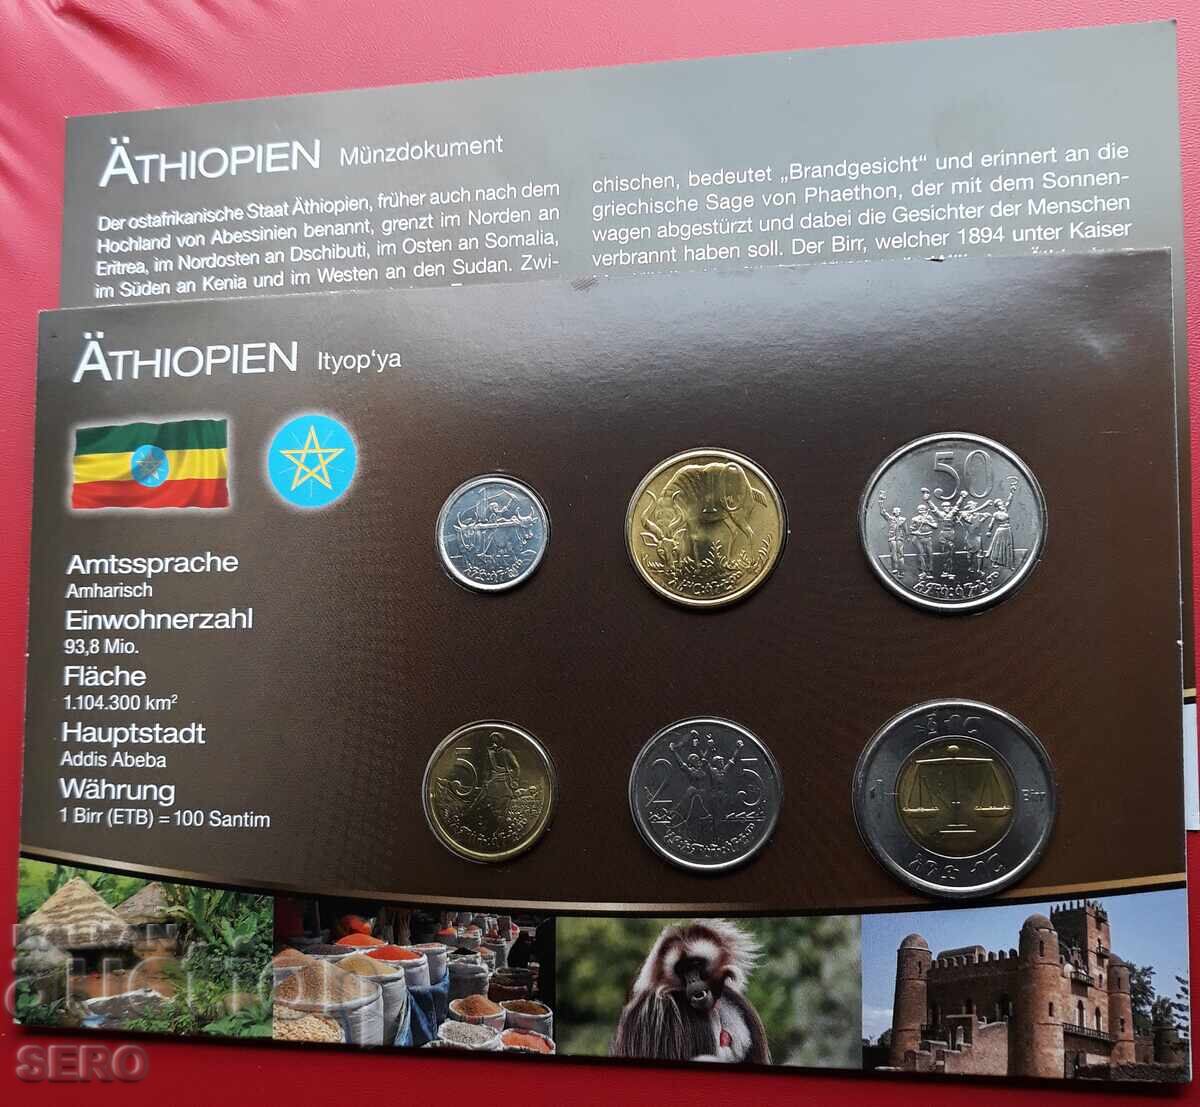 ÄTHIOPIEN Münzdokument
Der ostafrikanische Staat Äthiopien, früher auch nach dem
Hochland von Abessinien benannt, grenzt im Norden an
Eritrea, im Nordosten an Dschibuti, im Osten an Somalia,
im Süden an Kenia und im Westen an den Sudan. Zwi-
chischen, bedeutet „Brandgesicht“ und erinnert an die
griechische Sage von Phaethon, der mit dem Sonnen-
wagen abgestürzt und dabei die Gesichter der Menschen
verbrannt haben soll. Der Birr, welcher 1894 unter Kaiser
ÄTHIOPIEN Ityop‘ya
Amtssprache
Amharisch
Einwohnerzahl
93,8 Mio.
Fläche
1.104.300 km²
Hauptstadt
Addis Abeba
Währung
1 Birr (ETB) = 100 Santim
50
5
25
1 Birr
AUCTION
SERO